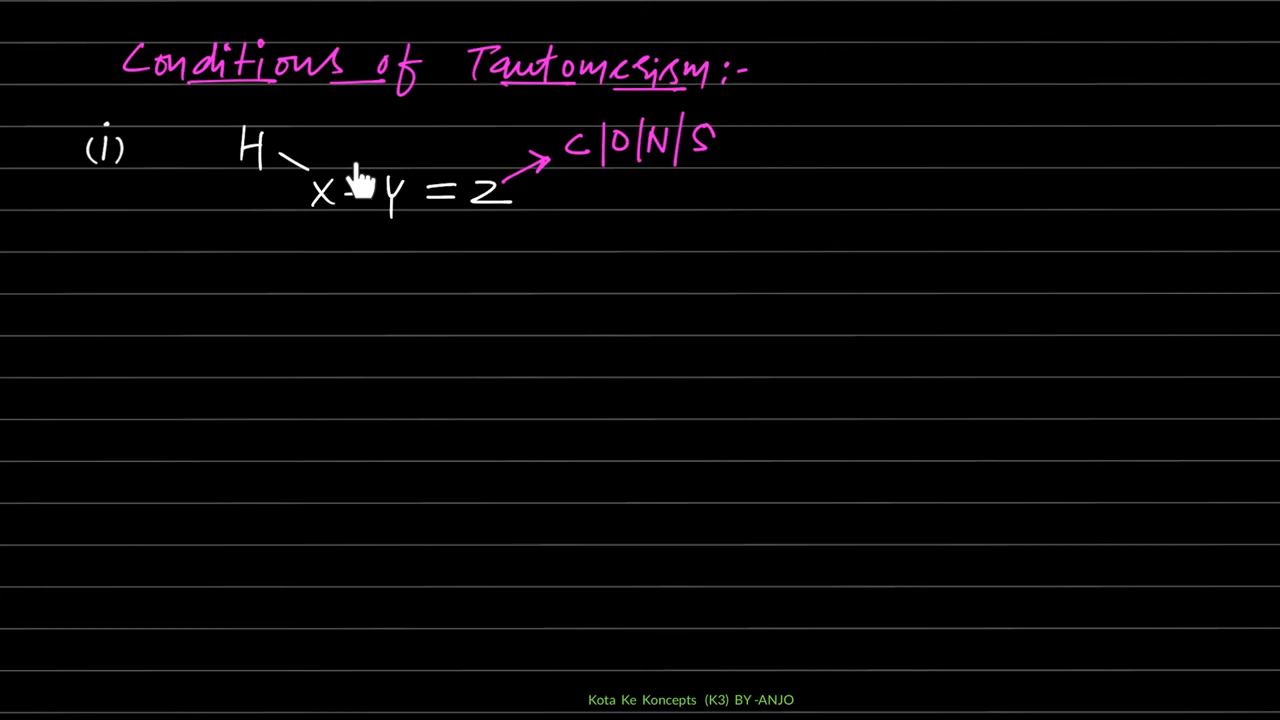 Conditions of Tautomerism:-
(i) H C|O|N|S
X - Y = Z
Kota Ke Koncepts (K3) BY -ANJO